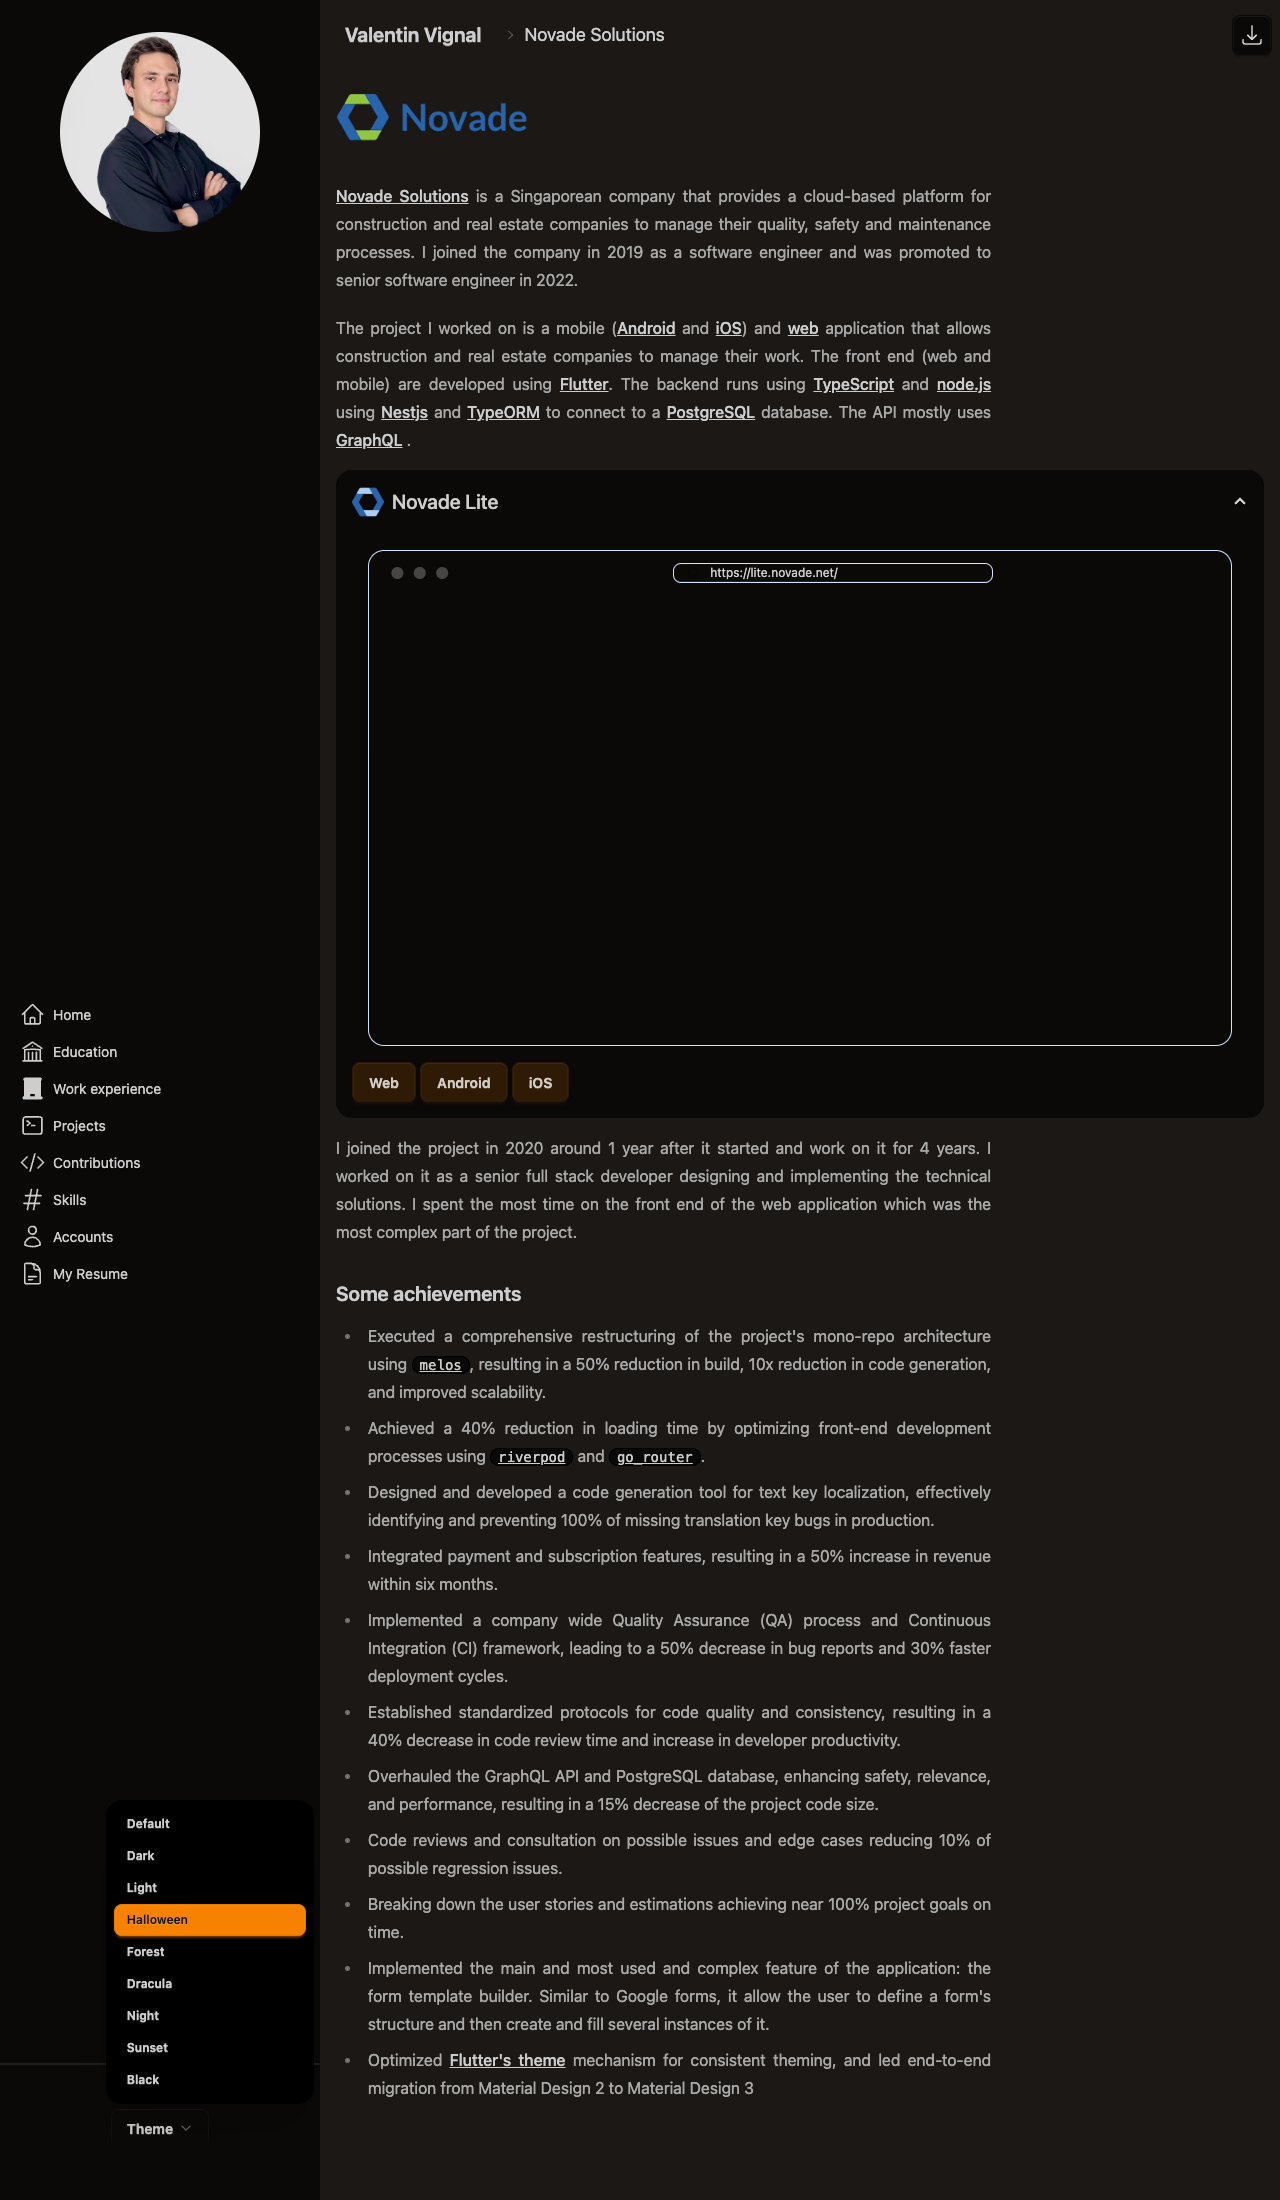 Valentin Vignal
Novade Solutions
Novade
Novade Solutions is a Singaporean company that provides a cloud-based platform for
construction and real estate companies to manage their quality, safety and maintenance
processes. I joined the company in 2019 as a software engineer and was promoted to
senior software engineer in 2022.
The project I worked on is a mobile (Android and iOS) and web application that allows
construction and real estate companies to manage their work. The front end (web and
mobile) are developed using Flutter. The backend runs using TypeScript and node.js
using Nestjs and TypeORM to connect to a PostgreSQL database. The API mostly uses
GraphQL .
Novade Lite
https://lite.novade.net/
Web
Android
iOS
I joined the project in 2020 around 1 year after it started and work on it for 4 years. I
worked on it as a senior full stack developer designing and implementing the technical
solutions. I spent the most time on the front end of the web application which was the
most complex part of the project.
Some achievements
Executed a comprehensive restructuring of the project's mono-repo architecture
using melos, resulting in a 50% reduction in build, 10x reduction in code generation,
and improved scalability.
Achieved a 40% reduction in loading time by optimizing front-end development
processes using riverpod and go_router.
Designed and developed a code generation tool for text key localization, effectively
identifying and preventing 100% of missing translation key bugs in production.
Integrated payment and subscription features, resulting in a 50% increase in revenue
within six months.
Implemented a company wide Quality Assurance (QA) process and Continuous
Integration (CI) framework, leading to a 50% decrease in bug reports and 30% faster
deployment cycles.
Established standardized protocols for code quality and consistency, resulting in a
40% decrease in code review time and increase in developer productivity.
Overhauled the GraphQL API and PostgreSQL database, enhancing safety, relevance,
and performance, resulting in a 15% decrease of the project code size.
Code reviews and consultation on possible issues and edge cases reducing 10% of
possible regression issues.
Breaking down the user stories and estimations achieving near 100% project goals on
time.
Implemented the main and most used and complex feature of the application: the
form template builder. Similar to Google forms, it allow the user to define a form's
structure and then create and fill several instances of it.
Optimized Flutter's theme mechanism for consistent theming, and led end-to-end
migration from Material Design 2 to Material Design 3
Home
Education
Work experience
Projects
Contributions
Skills
Accounts
My Resume
Default
Dark
Light
Halloween
Forest
Dracula
Night
Sunset
Black
Theme